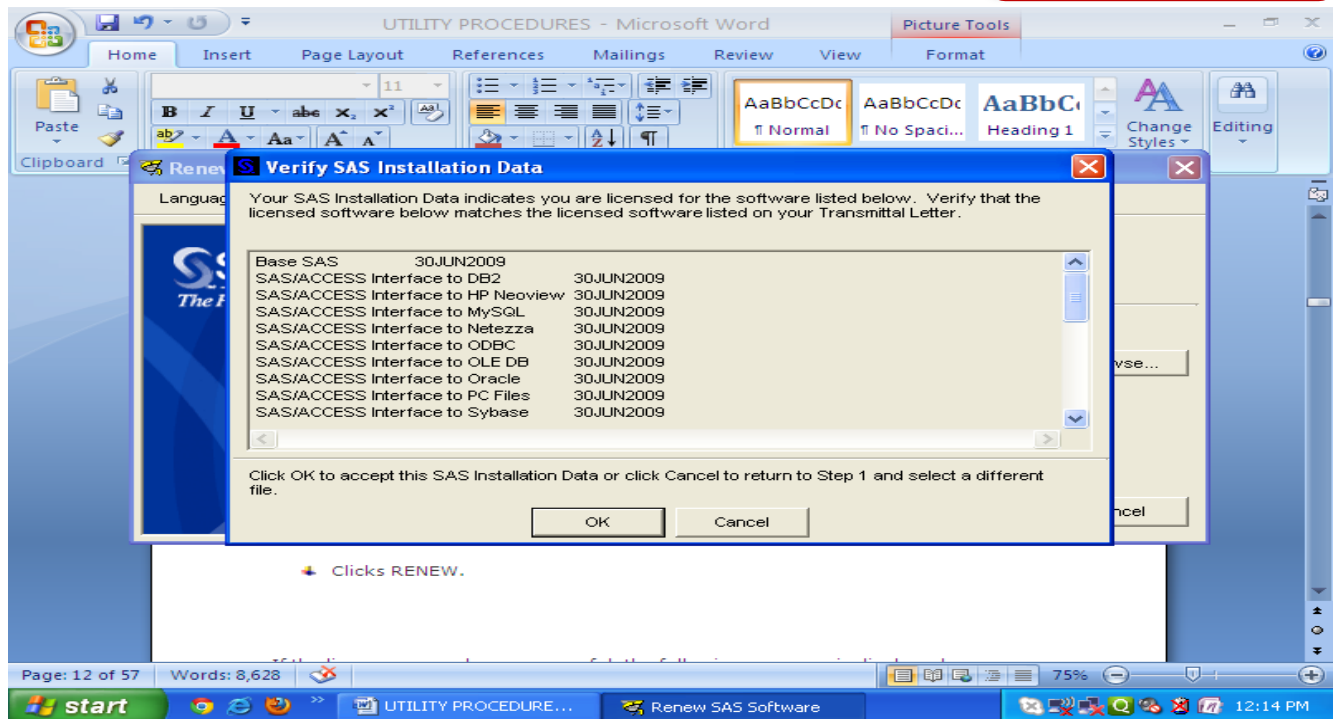 UTILITY PROCEDURES - Microsoft Word
Picture Tools
Home Insert Page Layout References Mailings Review View Format
11
B I U abe x₂ x² Aa A A
AaBbCcDc AaBbCcDc AaBbC
¶ Normal ¶ No Spaci... Heading 1
Paste
Change Styles
Editing
Clipboard
Renew
Verify SAS Installation Data
Languag
Your SAS Installation Data indicates you are licensed for the software listed below. Verify that the
licensed software below matches the licensed software listed on your Transmittal Letter.
Base SAS 30JUN2009
SAS/ACCESS Interface to DB2 30JUN2009
SAS/ACCESS Interface to HP Neoview 30JUN2009
SAS/ACCESS Interface to MySQL 30JUN2009
SAS/ACCESS Interface to Netezza 30JUN2009
SAS/ACCESS Interface to ODBC 30JUN2009
SAS/ACCESS Interface to OLE DB 30JUN2009
SAS/ACCESS Interface to Oracle 30JUN2009
SAS/ACCESS Interface to PC Files 30JUN2009
SAS/ACCESS Interface to Sybase 30JUN2009
The
vse...
Click OK to accept this SAS Installation Data or click Cancel to return to Step 1 and select a different
file.
OK Cancel
ncel
Clicks RENEW.
Page: 12 of 57 Words: 8,628 75%
start UTILITY PROCEDURE... Renew SAS Software 12:14 PM